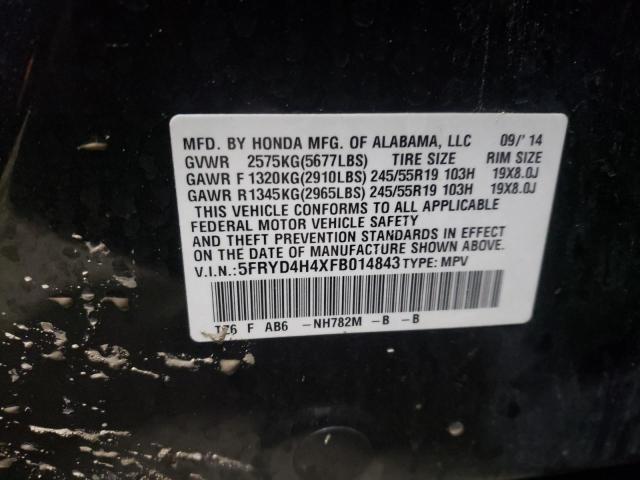 MFD. BY HONDA MFG. OF ALABAMA, LLC 09/'14
GVWR 2575KG(5677LBS) TIRE SIZE RIM SIZE
GAWR F 1320KG(2910LBS) 245/55R19 103H 19X8.0J
GAWR R1345KG(2965LBS) 245/55R19 103H 19X8.0J
THIS VEHICLE CONFORMS TO ALL APPLICABLE
FEDERAL MOTOR VEHICLE SAFETY
AND THEFT PREVENTION STANDARDS IN EFFECT
ON THE DATE OF MANUFACTURE SHOWN ABOVE.
V.I.N.:5FRYD4H4XFB014843TYPE: MPV
TZ6 F AB6 -NH782M -B -B